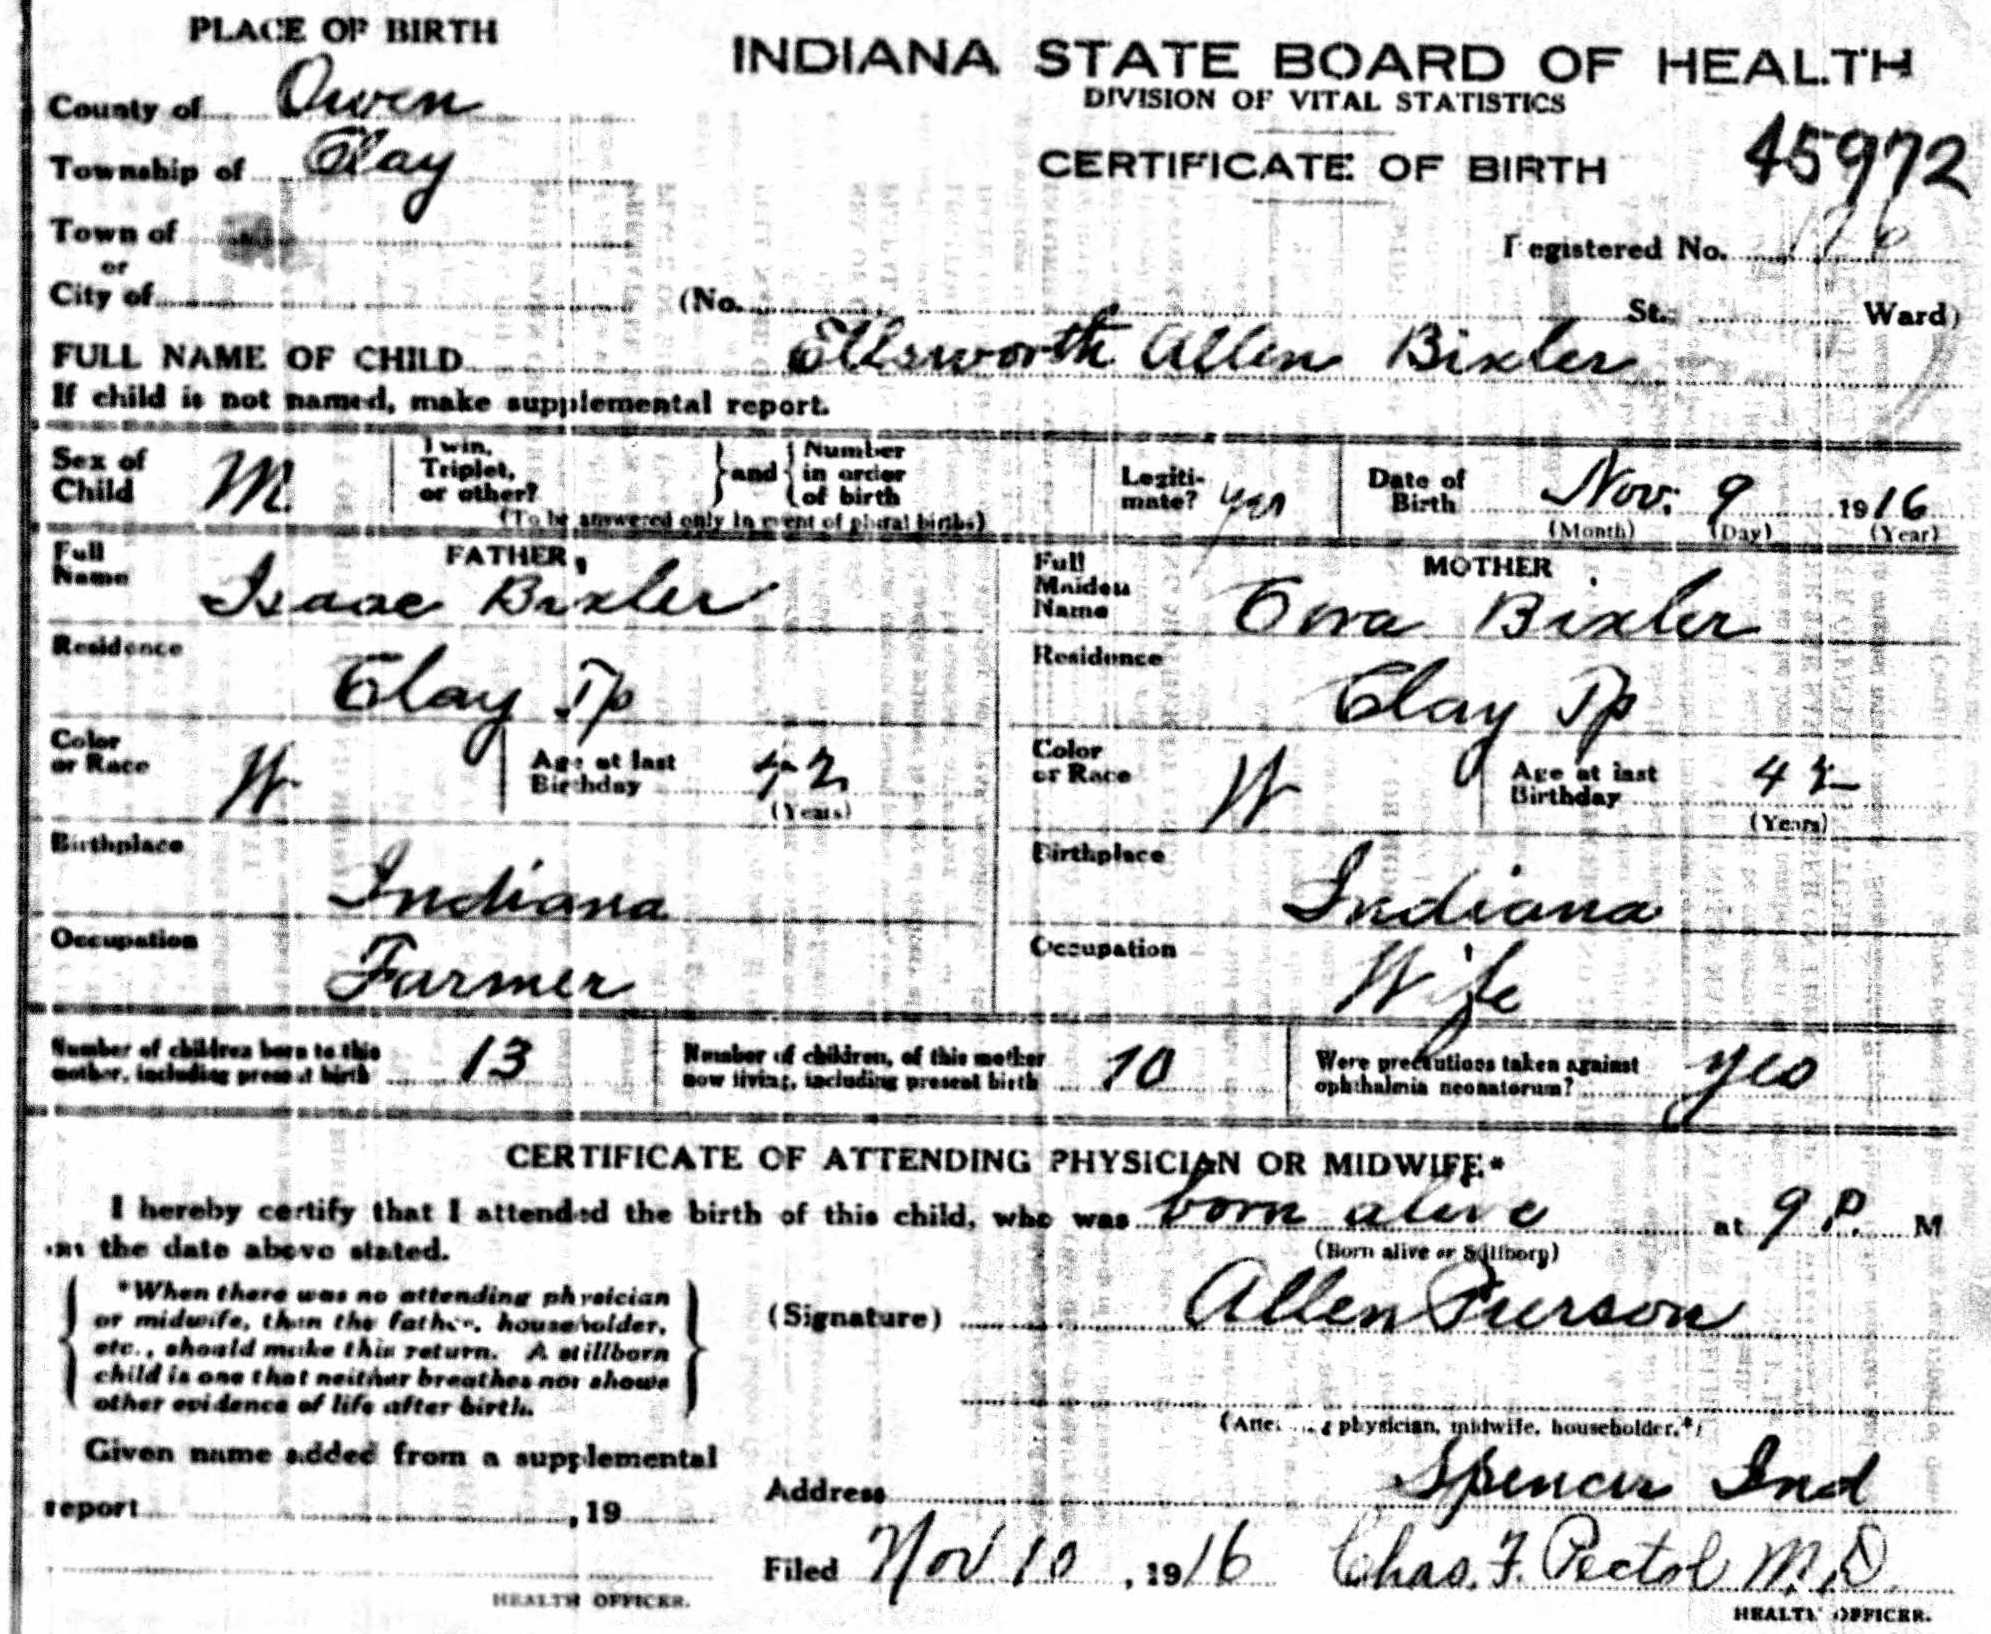 PLACE OF BIRTH
County of Owen
Township of Clay
Town of
or
City of
INDIANA STATE BOARD OF HEALTH
DIVISION OF VITAL STATISTICS
CERTIFICATE OF BIRTH 45972
Registered No. 176
(No. St., Ward)
FULL NAME OF CHILD Ellsworth Allen Bixler
If child is not named, make supplemental report.
Sex of Child M.
Twin, Triplet, or other? } and { Number in order of birth
(To be answered only in event of plural births)
Legitimate? yes
Date of Birth Nov. 9 1916
(Month) (Day) (Year)
FATHER
Full Name Isaac Bixler
Residence Clay Tp
Color or Race W
Age at last Birthday 42
(Years)
Birthplace Indiana
Occupation Farmer
MOTHER
Full Maiden Name Bixler
Residence Clay Tp
Color or Race W
Age at last Birthday 42
(Years)
Birthplace Indiana
Occupation Wife
Number of children born to this mother, including present birth 13
Number of children, of this mother now living, including present birth 10
Were precautions taken against ophthalmia neonatorum? yes
CERTIFICATE OF ATTENDING PHYSICIAN OR MIDWIFE*
I hereby certify that I attended the birth of this child, who was born alive at 9 P. M
on the date above stated.
(Born alive or Stillborn)
*When there was no attending physician
or midwife, then the father, householder,
etc., should make this return. A stillborn
child is one that neither breathes nor shows
other evidence of life after birth.
(Signature) Allen Pierson
(Attending physician, midwife, householder.*)
Given name added from a supplemental
report , 19
HEALTH OFFICER.
Address Spencer Ind
Filed Nov 10, 1916 Chas. F. Pectol M.D.
HEALTH OFFICER.